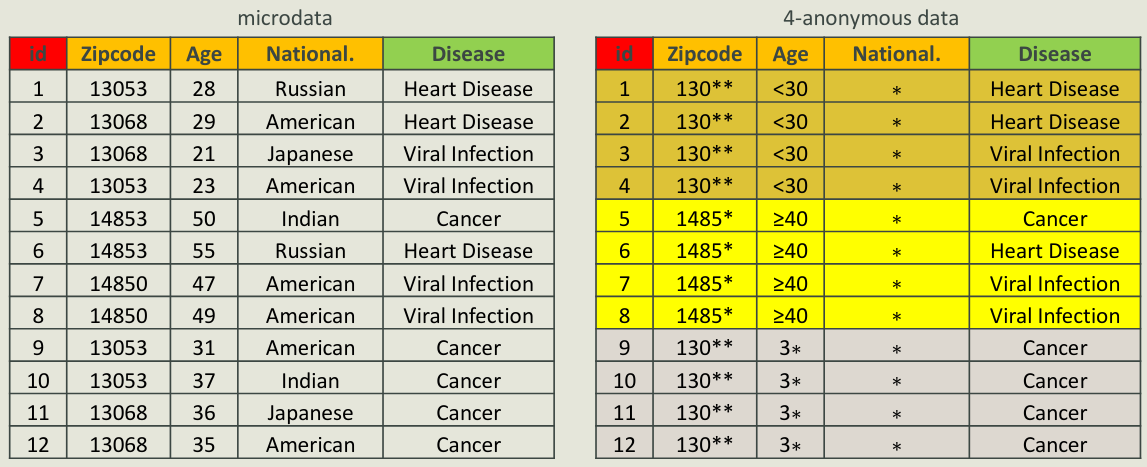 microdata
4-anonymous data
Id Zipcode Age National. Disease
1 13053 28 Russian Heart Disease
2 13068 29 American Heart Disease
3 13068 21 Japanese Viral Infection
4 13053 23 American Viral Infection
5 14853 50 Indian Cancer
6 14853 55 Russian Heart Disease
7 14850 47 American Viral Infection
8 14850 49 American Viral Infection
9 13053 31 American Cancer
10 13053 37 Indian Cancer
11 13068 36 Japanese Cancer
12 13068 35 American Cancer
Id Zipcode Age National. Disease
1 130** <30 * Heart Disease
2 130** <30 * Heart Disease
3 130** <30 * Viral Infection
4 130** <30 * Viral Infection
5 1485* ≥40 * Cancer
6 1485* ≥40 * Heart Disease
7 1485* ≥40 * Viral Infection
8 1485* ≥40 * Viral Infection
9 130** 3* * Cancer
10 130** 3* * Cancer
11 130** 3* * Cancer
12 130** 3* * Cancer